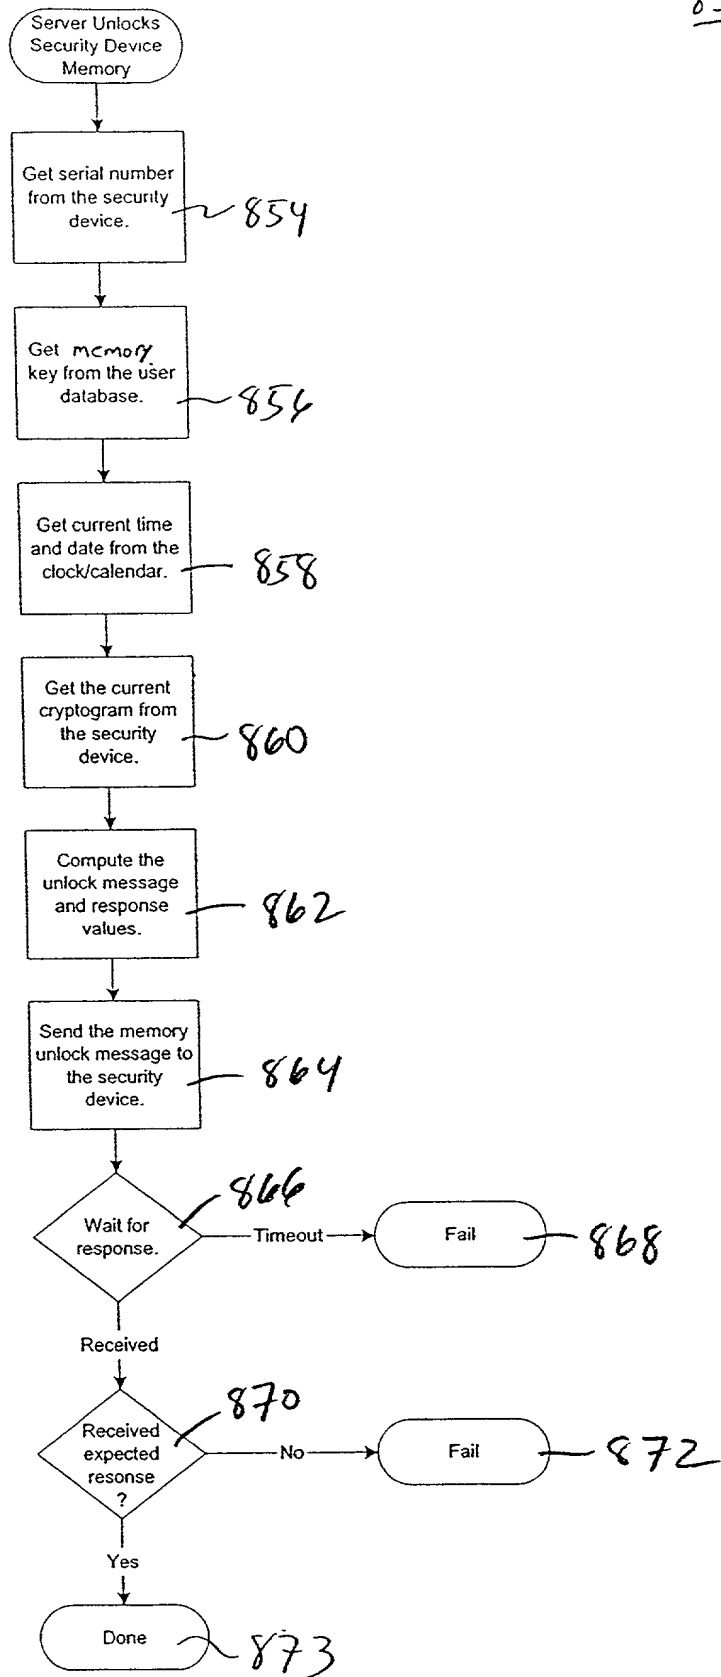 Server Unlocks
Security Device
Memory
Get serial number
from the security
device.
854
Get memory
key from the user
database.
856
Get current time
and date from the
clock/calendar.
858
Get the current
cryptogram from
the security
device.
860
Compute the
unlock message
and response
values.
862
Send the memory
unlock message to
the security
device.
864
866
Wait for
response.
Timeout
Fail
868
Received
870
Received
expected
resonse
?
No
Fail
872
Yes
Done
873